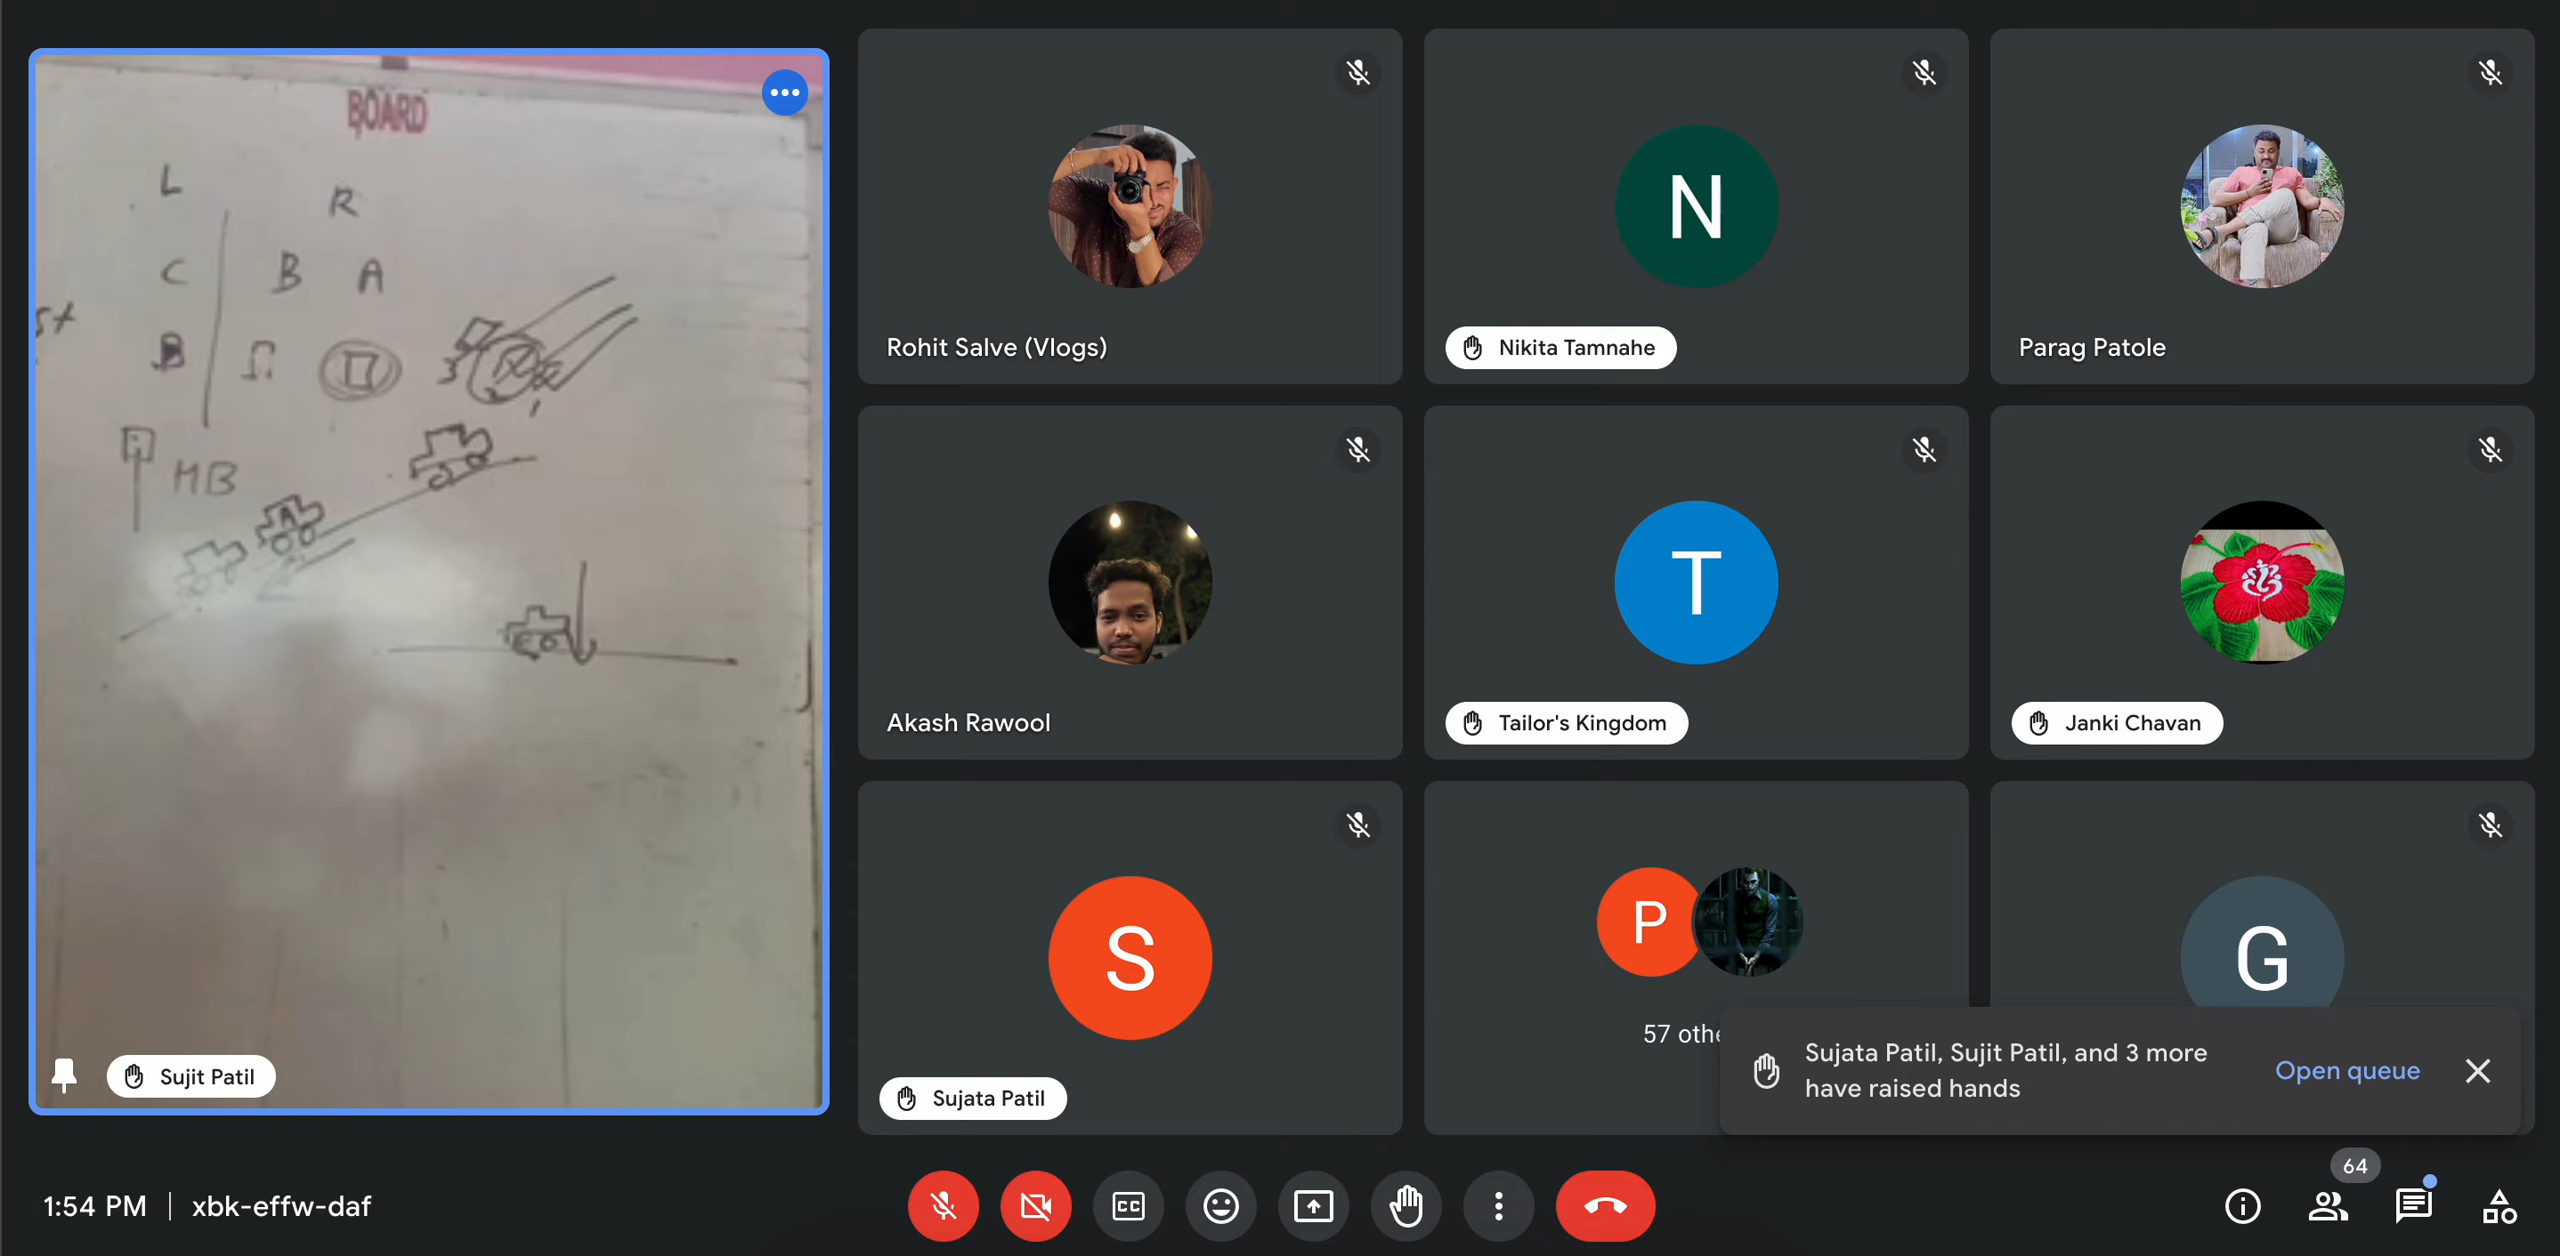 BOARD
L
R
C B A
st
B
MB
Sujit Patil
Rohit Salve (Vlogs)
N
Nikita Tamnahe
Parag Patole
Akash Rawool
T
Tailor's Kingdom
Janki Chavan
S
Sujata Patil
P
57 othe
G
Sujata Patil, Sujit Patil, and 3 more
have raised hands
Open queue
64
1:54 PM | xbk-effw-daf
CC